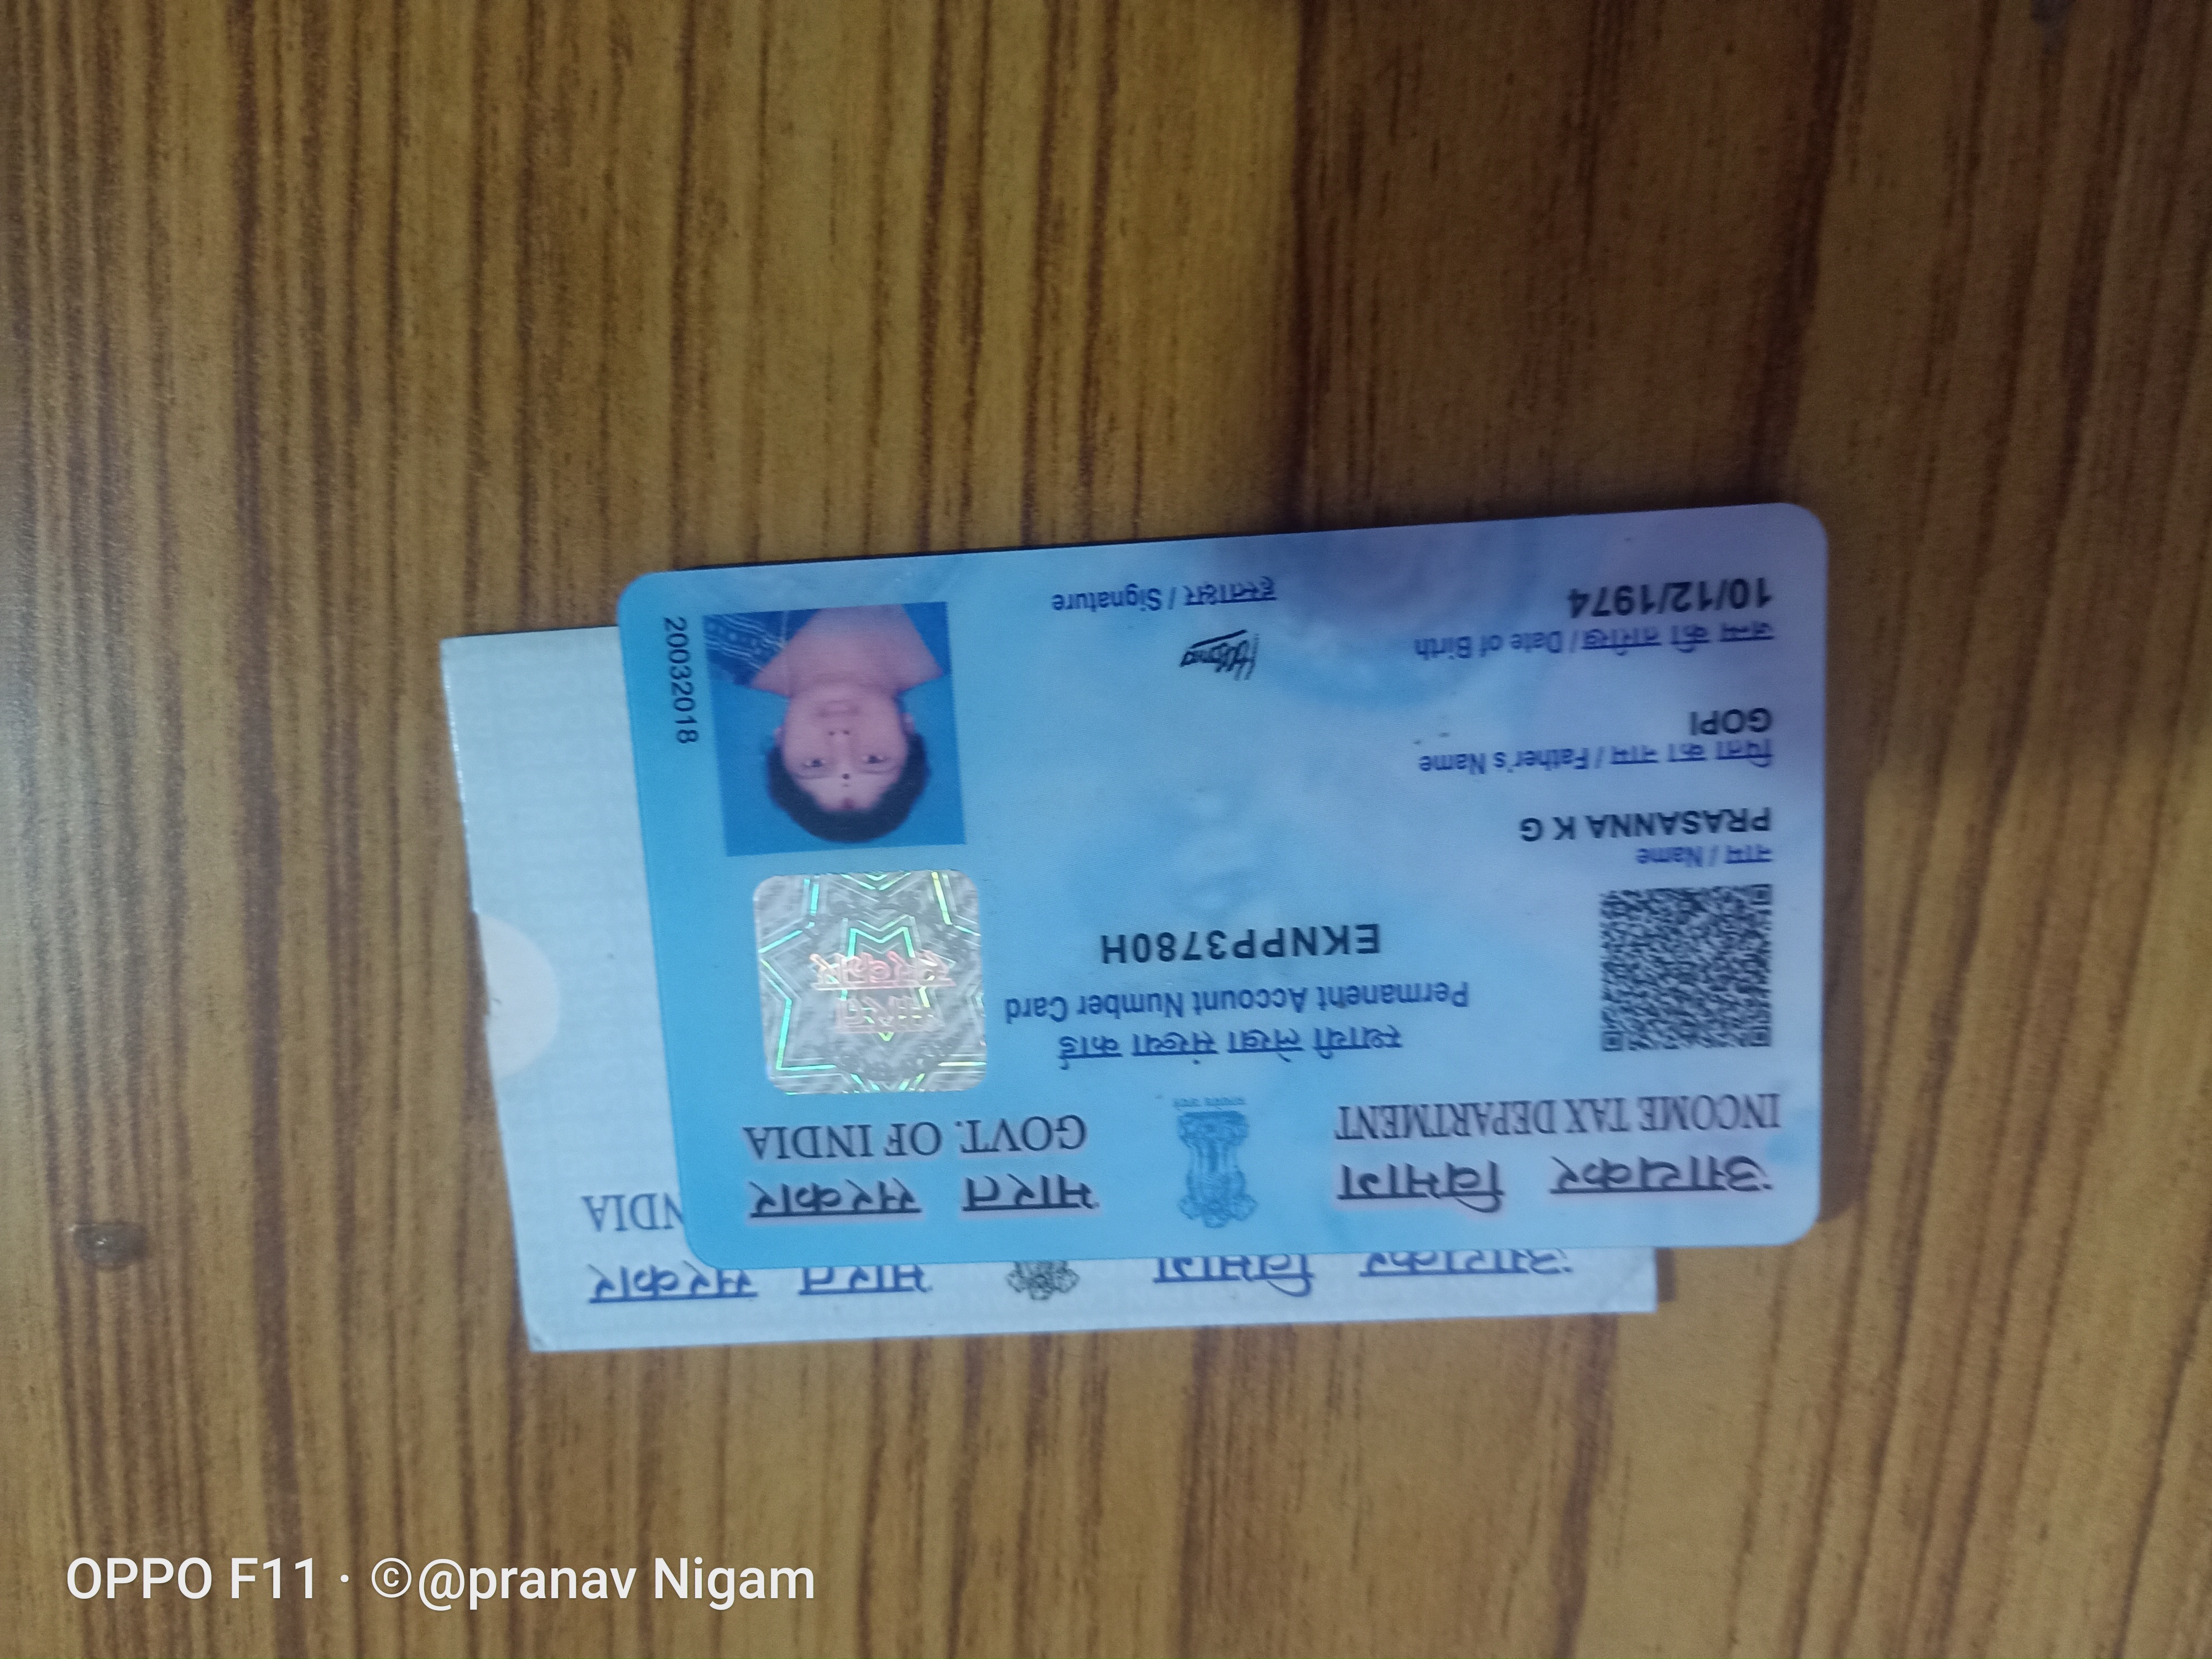 आयकर विभाग
INCOME TAX DEPARTMENT
भारत सरकार
GOVT. OF INDIA
स्थायी लेखा संख्या कार्ड
Permanent Account Number Card
EKNPP3780H
नाम / Name
PRASANNA K G
पिता का नाम / Father's Name
GOPI
जन्म की तारीख / Date of Birth
10/12/1974
हस्ताक्षर / Signature
20032018
भारत
सरकार
आयकर विभाग
भारत सरकार
NDIA
OPPO F11 · ©@pranav Nigam